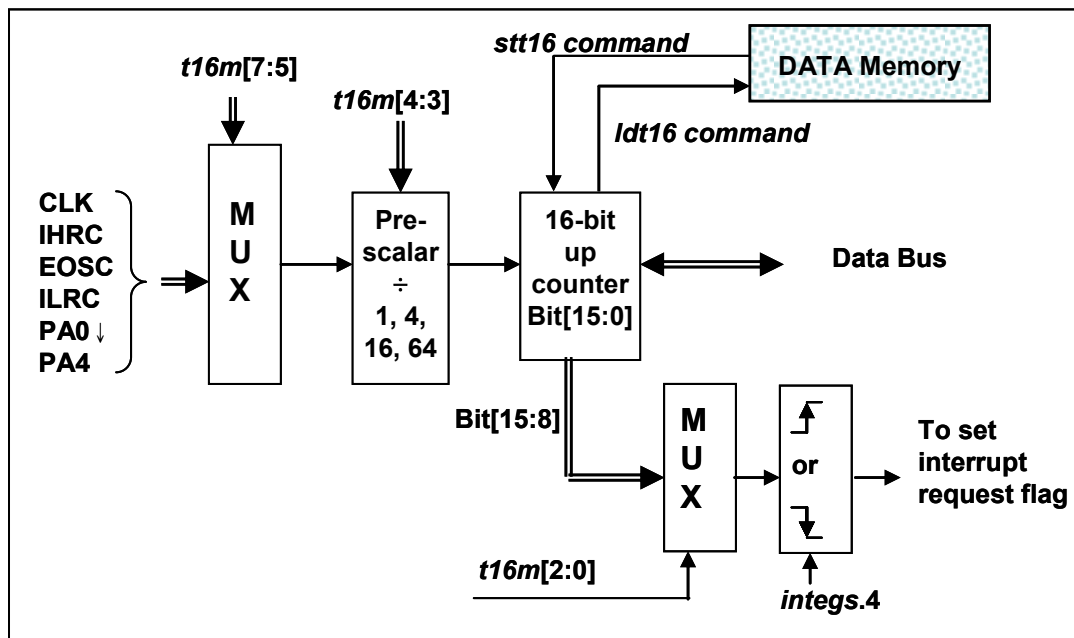 stt16 command
DATA Memory
t16m[7:5]
t16m[4:3]
ldt16 command
CLK
IHRC
EOSC
ILRC
PA0 ↓
PA4
M
U
X
Pre-
scalar
÷
1, 4,
16, 64
16-bit
up
counter
Bit[15:0]
Data Bus
Bit[15:8]
M
U
X
or
To set
interrupt
request flag
t16m[2:0]
integs.4